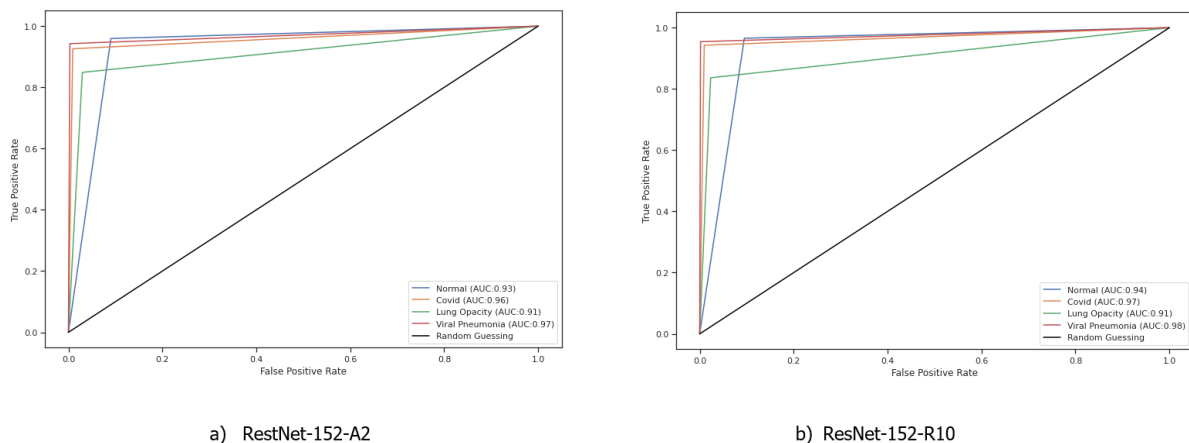 1.0
0.8
0.6
0.4
0.2
0.0
True Positive Rate
0.0 0.2 0.4 0.6 0.8 1.0
False Positive Rate
Normal (AUC:0.93)
Covid (AUC:0.96)
Lung Opacity (AUC:0.91)
Viral Pneumonia (AUC:0.97)
Random Guessing
a) RestNet-152-A2
1.0
0.8
0.6
0.4
0.2
0.0
True Positive Rate
0.0 0.2 0.4 0.6 0.8 1.0
False Positive Rate
Normal (AUC:0.94)
Covid (AUC:0.97)
Lung Opacity (AUC:0.91)
Viral Pneumonia (AUC:0.98)
Random Guessing
b) ResNet-152-R10